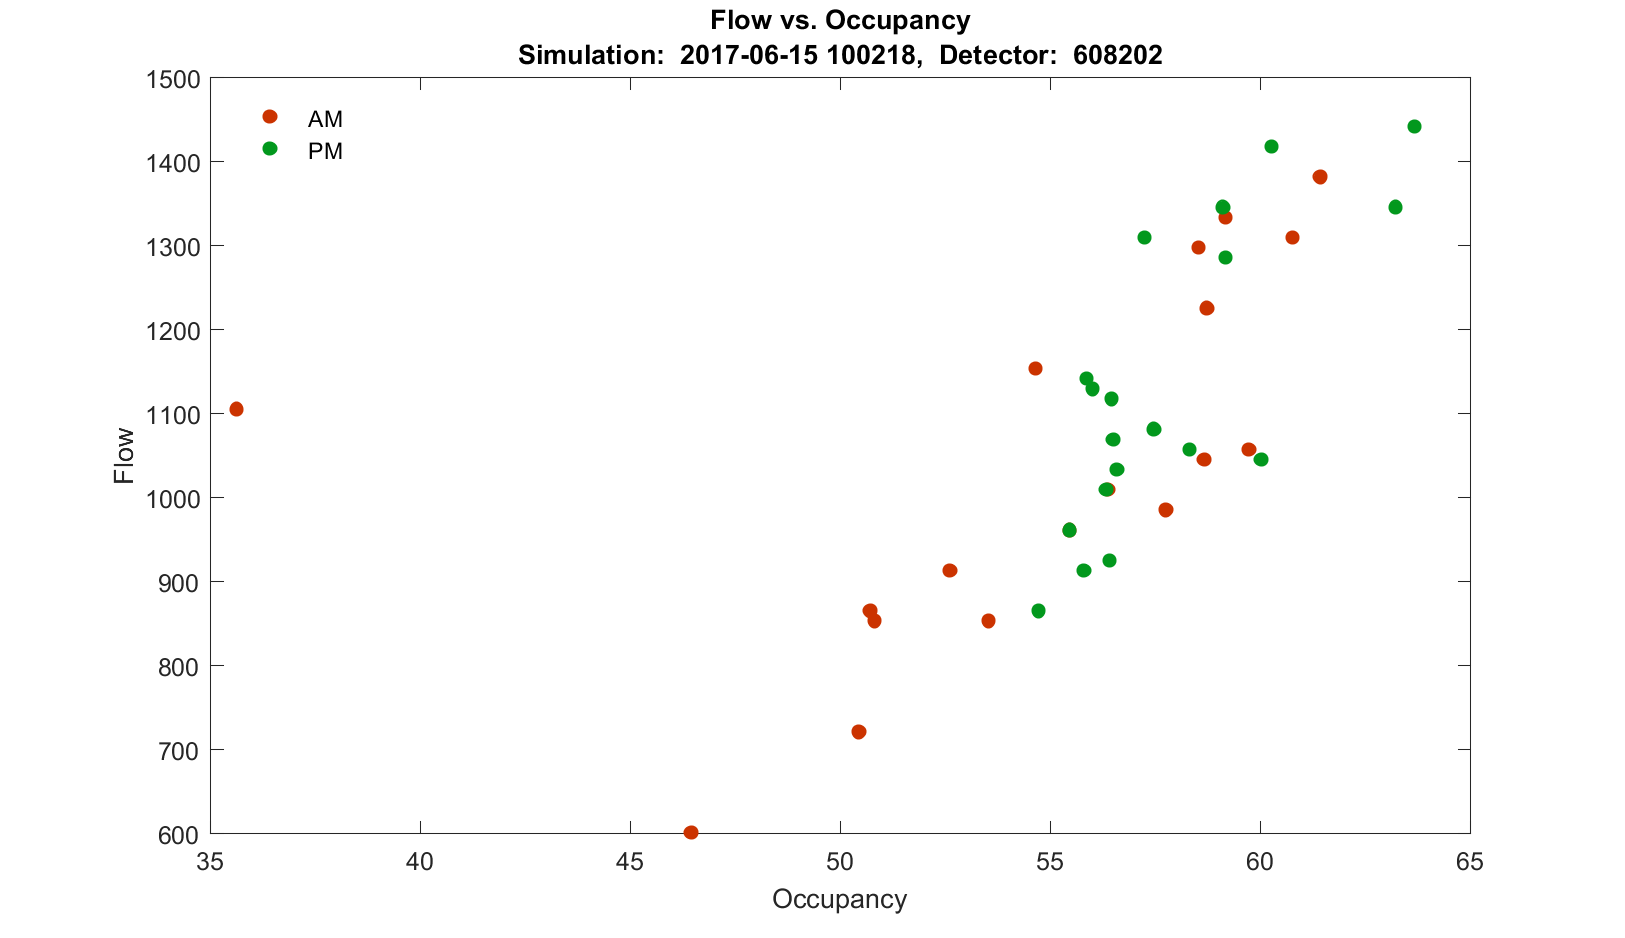 Flow vs. Occupancy
Simulation:  2017-06-15 100218,  Detector:  608202
1500
AM
PM
1400
1300
1200
1100
Flow
1000
900
800
700
600
35 40 45 50 55 60 65
Occupancy